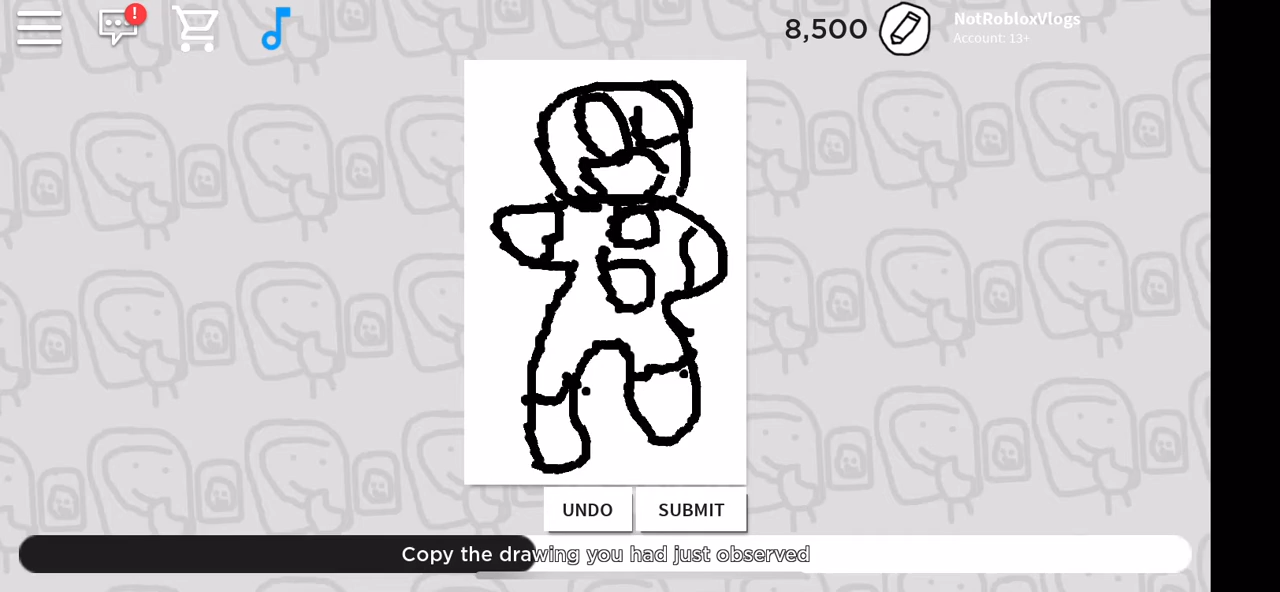 8,500
NotRobloxVlogs
Account: 13+
UNDO
SUBMIT
Copy the drawing you had just observed